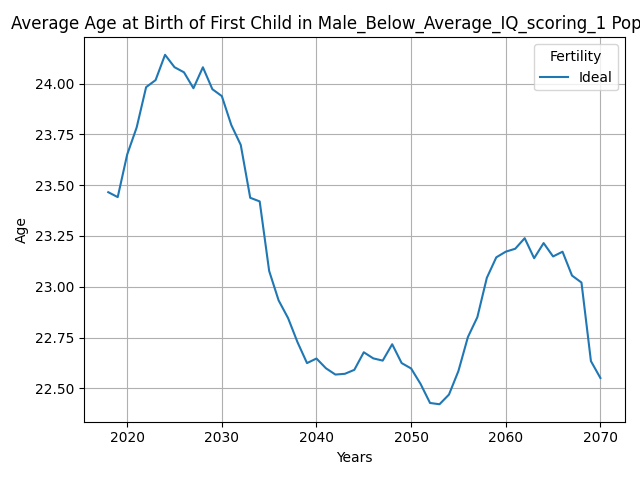 Average Age at Birth of First Child in Male_Below_Average_IQ_scoring_1 Pop
Fertility
Ideal
24.00
23.75
23.50
23.25
23.00
22.75
22.50
Age
2020 2030 2040 2050 2060 2070
Years